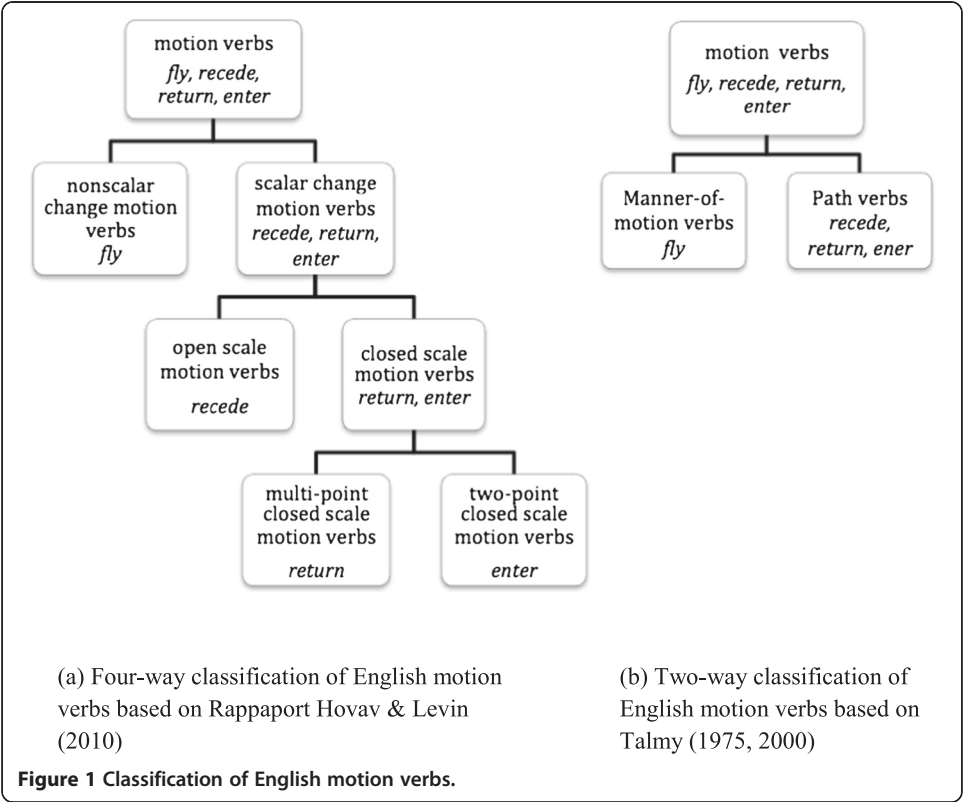 motion verbs
fly, recede,
return, enter
nonscalar
change motion
verbs
fly
scalar change
motion verbs
recede, return,
enter
open scale
motion verbs
recede
closed scale
motion verbs
return, enter
multi-point
closed scale
motion verbs
return
two-point
closed scale
motion verbs
enter
motion verbs
fly, recede, return,
enter
Manner-of-
motion verbs
fly
Path verbs
recede,
return, ener
(a) Four-way classification of English motion
verbs based on Rappaport Hovav & Levin
(2010)
(b) Two-way classification of
English motion verbs based on
Talmy (1975, 2000)
Figure 1 Classification of English motion verbs.